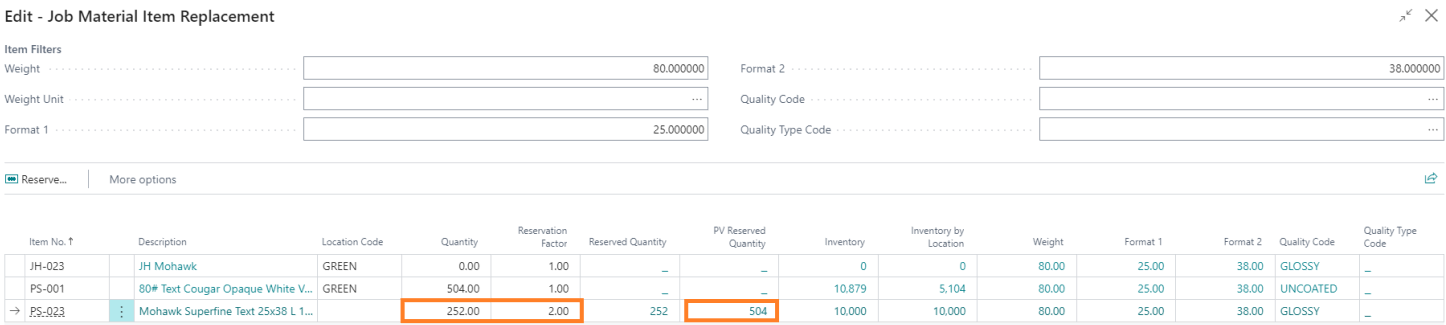 Edit - Job Material Item Replacement
Item Filters
Weight 80.000000 Format 2 38.000000
Weight Unit ... Quality Code ...
Format 1 25.000000 Quality Type Code ...
Reserve... More options
Item No.↑ Description Location Code Quantity Reservation Factor Reserved Quantity PV Reserved Quantity Inventory Inventory by Location Weight Format 1 Format 2 Quality Code Quality Type Code
JH-023 JH Mohawk GREEN 0.00 1.00 _ _ 0 0 80.00 25.00 38.00 GLOSSY _
PS-001 80# Text Cougar Opaque White V... GREEN 504.00 1.00 _ _ 10,879 5,104 80.00 25.00 38.00 UNCOATED _
→ PS-023 Mohawk Superfine Text 25x38 L 1... 252.00 2.00 252 504 10,000 10,000 80.00 25.00 38.00 GLOSSY _